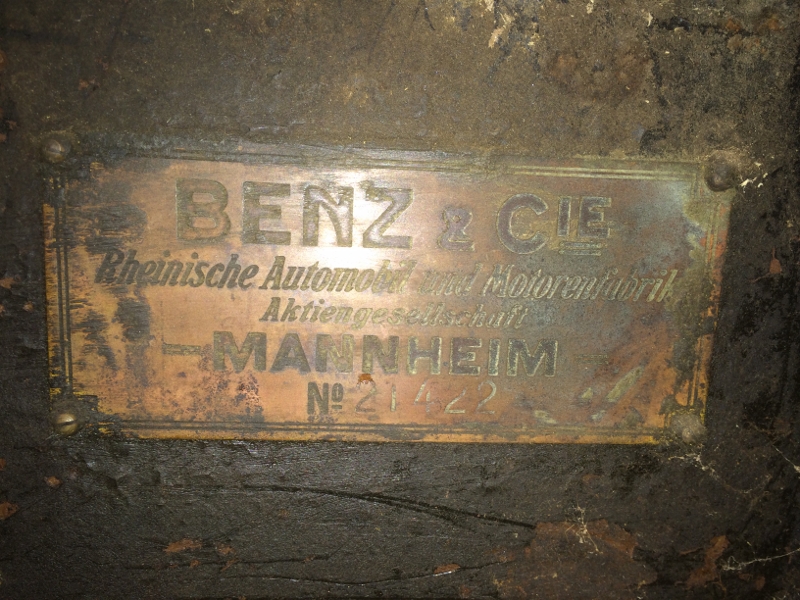 BENZ & CIE
Rheinische Automobil und Motorenfabrik
Aktiengesellschaft
- MANNHEIM -
No 21422